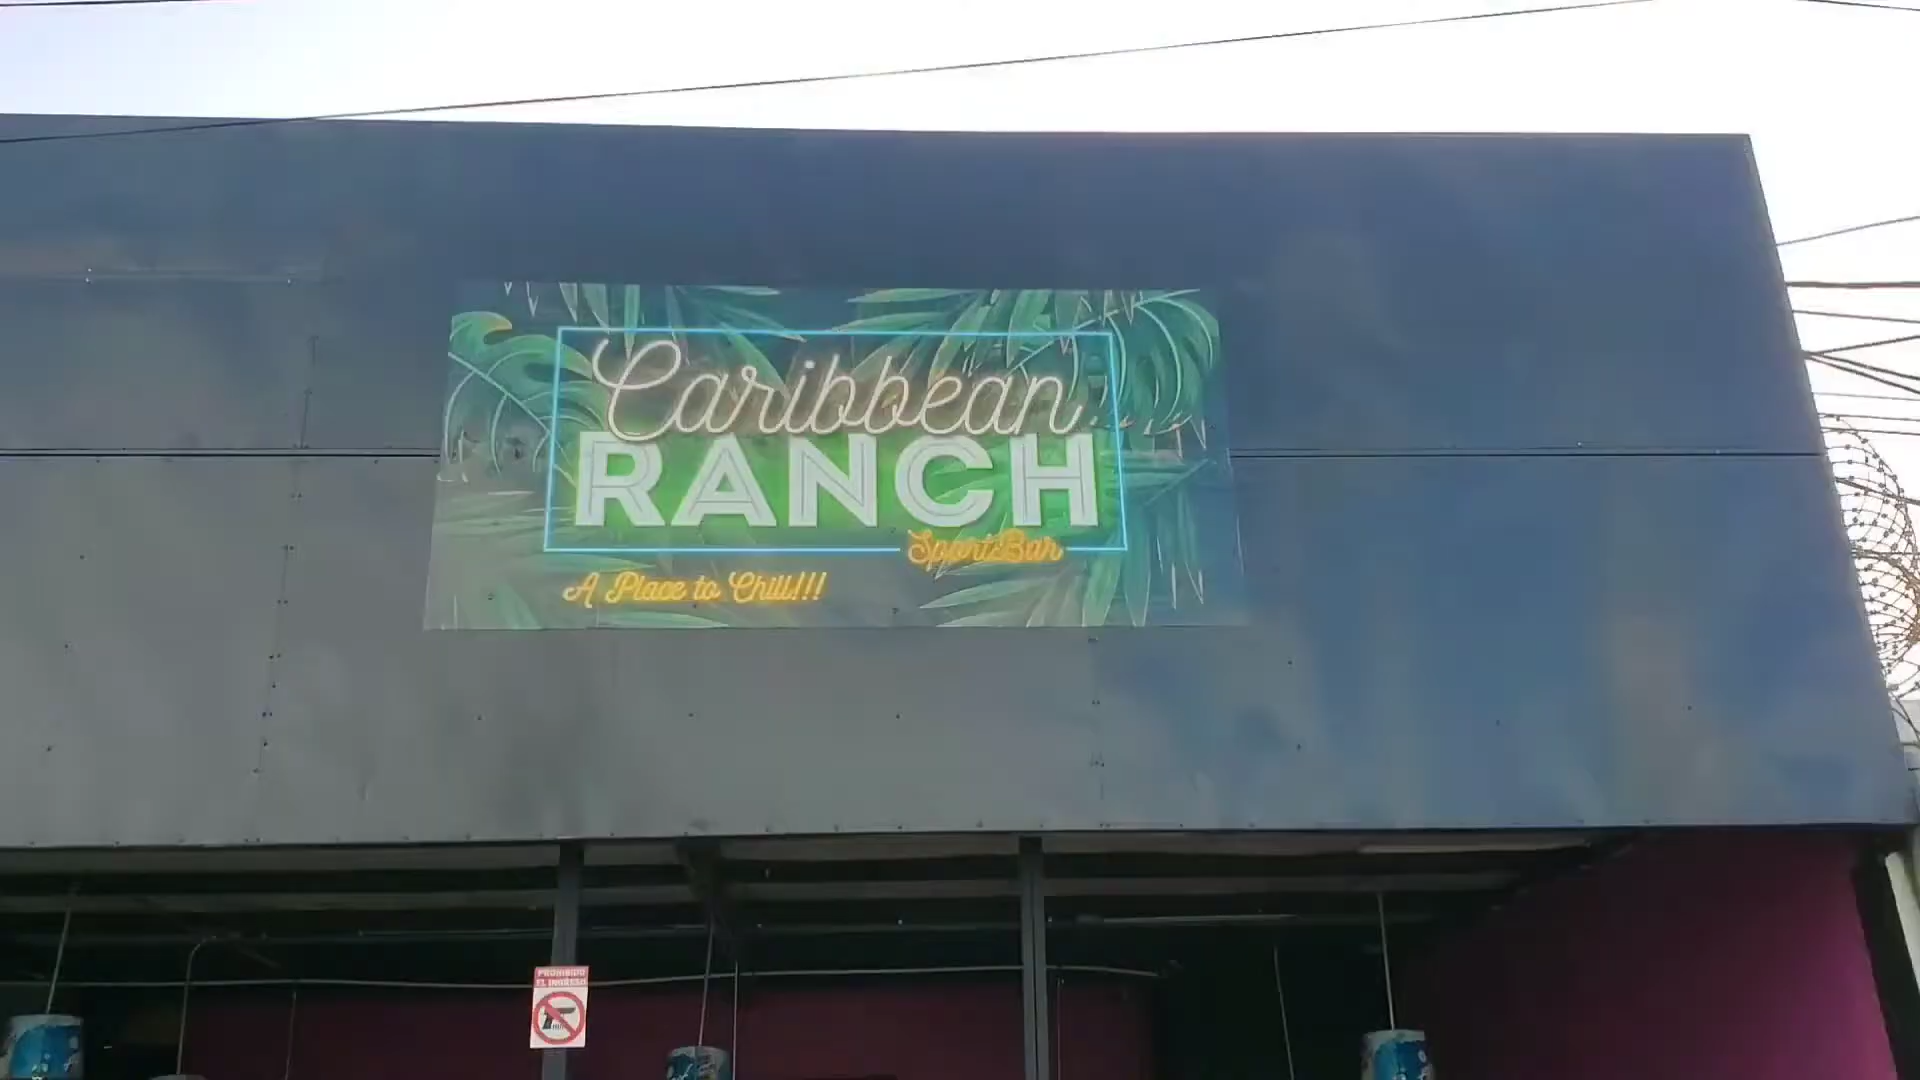 Caribbean
RANCH
SportsBar
A Place to Chill!!!
PROHIBIDO
EL INGRESO